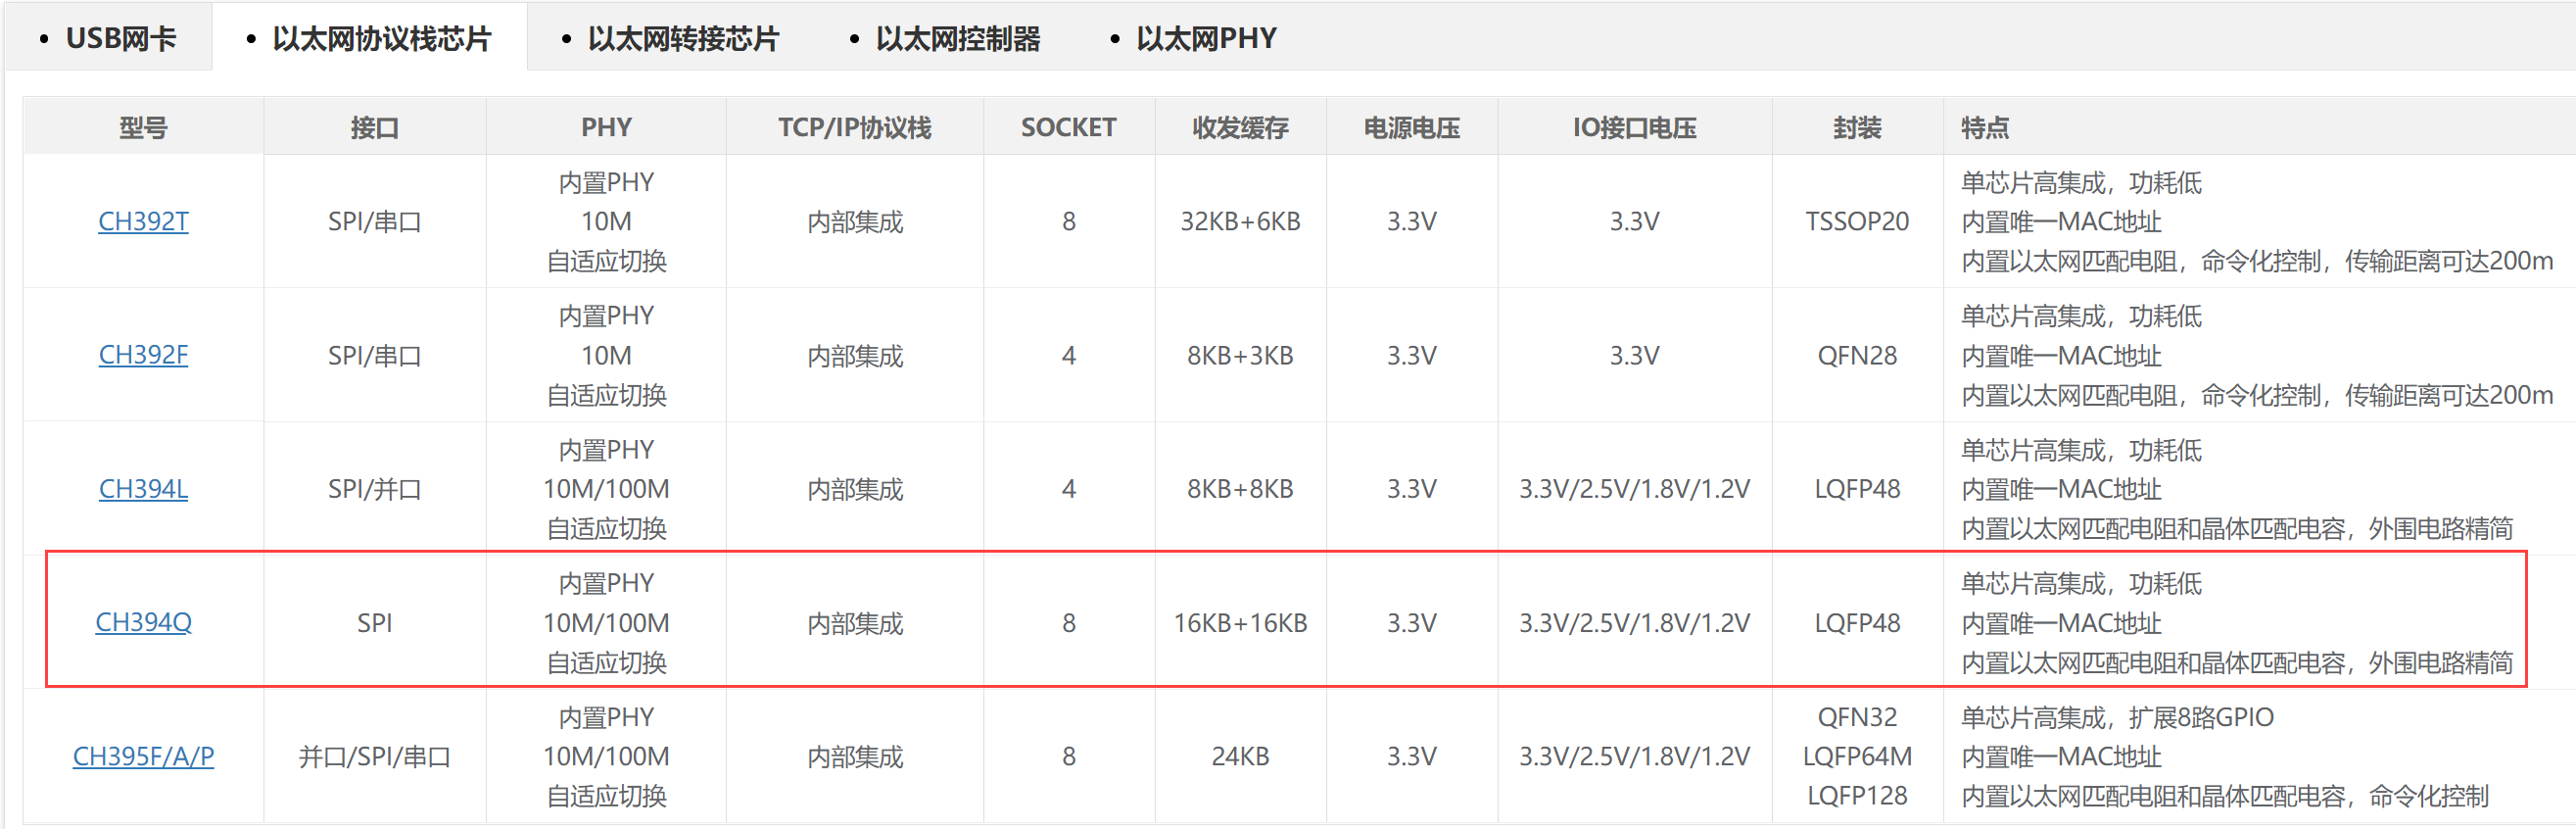 • USB网卡 • 以太网协议栈芯片 • 以太网转接芯片 • 以太网控制器 • 以太网PHY
型号 接口 PHY TCP/IP协议栈 SOCKET 收发缓存 电源电压 IO接口电压 封装 特点
内置PHY 单芯片高集成，功耗低
CH392T SPI/串口 10M 内部集成 8 32KB+6KB 3.3V 3.3V TSSOP20 内置唯一MAC地址
自适应切换 内置以太网匹配电阻，命令化控制，传输距离可达200m
内置PHY 单芯片高集成，功耗低
CH392F SPI/串口 10M 内部集成 4 8KB+3KB 3.3V 3.3V QFN28 内置唯一MAC地址
自适应切换 内置以太网匹配电阻，命令化控制，传输距离可达200m
内置PHY 单芯片高集成，功耗低
CH394L SPI/并口 10M/100M 内部集成 4 8KB+8KB 3.3V 3.3V/2.5V/1.8V/1.2V LQFP48 内置唯一MAC地址
自适应切换 内置以太网匹配电阻和晶体匹配电容，外围电路精简
内置PHY 单芯片高集成，功耗低
CH394Q SPI 10M/100M 内部集成 8 16KB+16KB 3.3V 3.3V/2.5V/1.8V/1.2V LQFP48 内置唯一MAC地址
自适应切换 内置以太网匹配电阻和晶体匹配电容，外围电路精简
内置PHY QFN32 单芯片高集成，扩展8路GPIO
CH395F/A/P 并口/SPI/串口 10M/100M 内部集成 8 24KB 3.3V 3.3V/2.5V/1.8V/1.2V LQFP64M 内置唯一MAC地址
自适应切换 LQFP128 内置以太网匹配电阻和晶体匹配电容，命令化控制